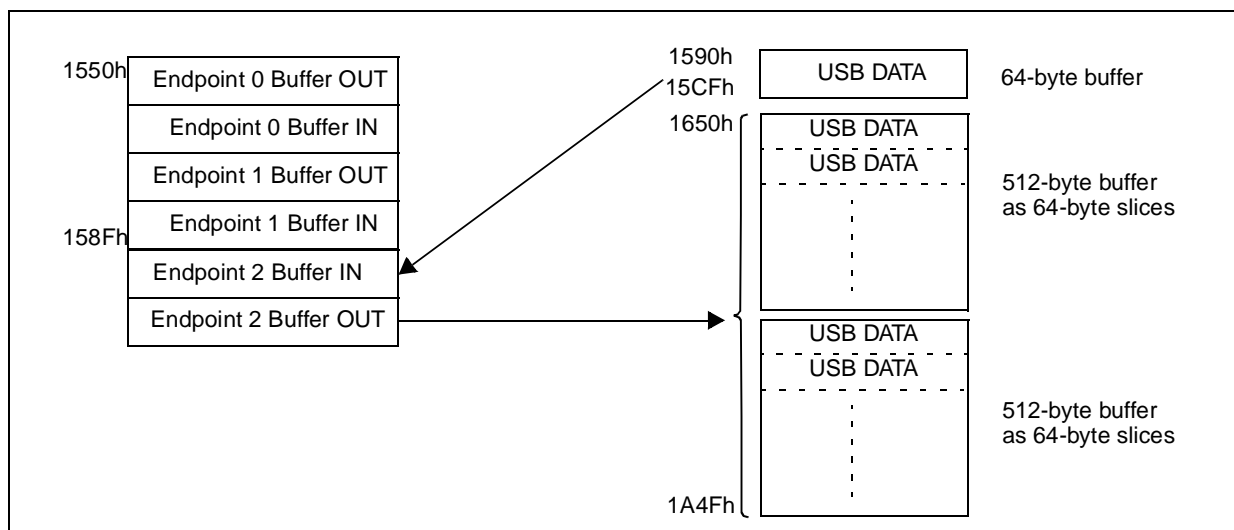 1550h
Endpoint 0 Buffer OUT
Endpoint 0 Buffer IN
Endpoint 1 Buffer OUT
Endpoint 1 Buffer IN
158Fh
Endpoint 2 Buffer IN
Endpoint 2 Buffer OUT
1590h
15CFh
USB DATA
64-byte buffer
1650h
USB DATA
USB DATA
512-byte buffer
as 64-byte slices
USB DATA
USB DATA
512-byte buffer
as 64-byte slices
1A4Fh